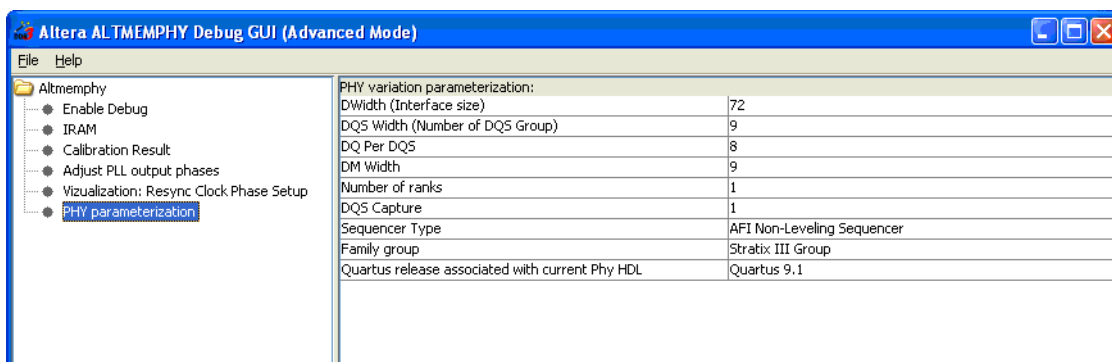 Altera ALTMEMPHY Debug GUI (Advanced Mode)
File Help
Altmemphy
Enable Debug
IRAM
Calibration Result
Adjust PLL output phases
Vizualization: Resync Clock Phase Setup
PHY parameterization
PHY variation parameterization:
DWidth (Interface size) 72
DQS Width (Number of DQS Group) 9
DQ Per DQS 8
DM Width 9
Number of ranks 1
DQS Capture 1
Sequencer Type AFI Non-Leveling Sequencer
Family group Stratix III Group
Quartus release associated with current Phy HDL Quartus 9.1